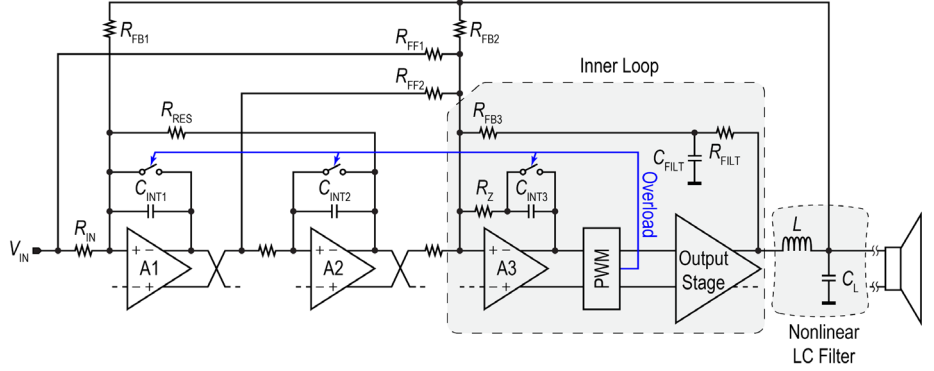 R_FB1
R_FB2
R_FF1
Inner Loop
R_FF2
R_RES
R_FB3
C_FILT
R_FILT
C_INT1
C_INT2
C_INT3
R_Z
Overload
V_IN
R_IN
L
+
−
+
−
+
−
A1
A2
A3
PWM
Output
Stage
C_L
−
+
−
+
−
+
Nonlinear
LC Filter